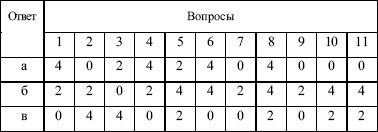 Ответ Вопросы
1 2 3 4 5 6 7 8 9 10 11
а 4 0 2 4 2 4 0 4 0 0 0
б 2 2 0 2 4 4 2 4 2 4 4
в 0 4 4 0 2 0 0 2 0 2 2